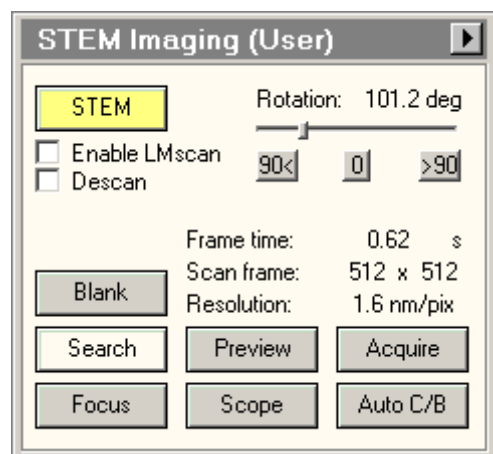 STEM Imaging (User)
STEM
Rotation: 101.2 deg
Enable LMscan
90< 0 >90
Descan
Frame time: 0.62 s
Scan frame: 512 x 512
Blank
Resolution: 1.6 nm/pix
Search Preview Acquire
Focus Scope Auto C/B